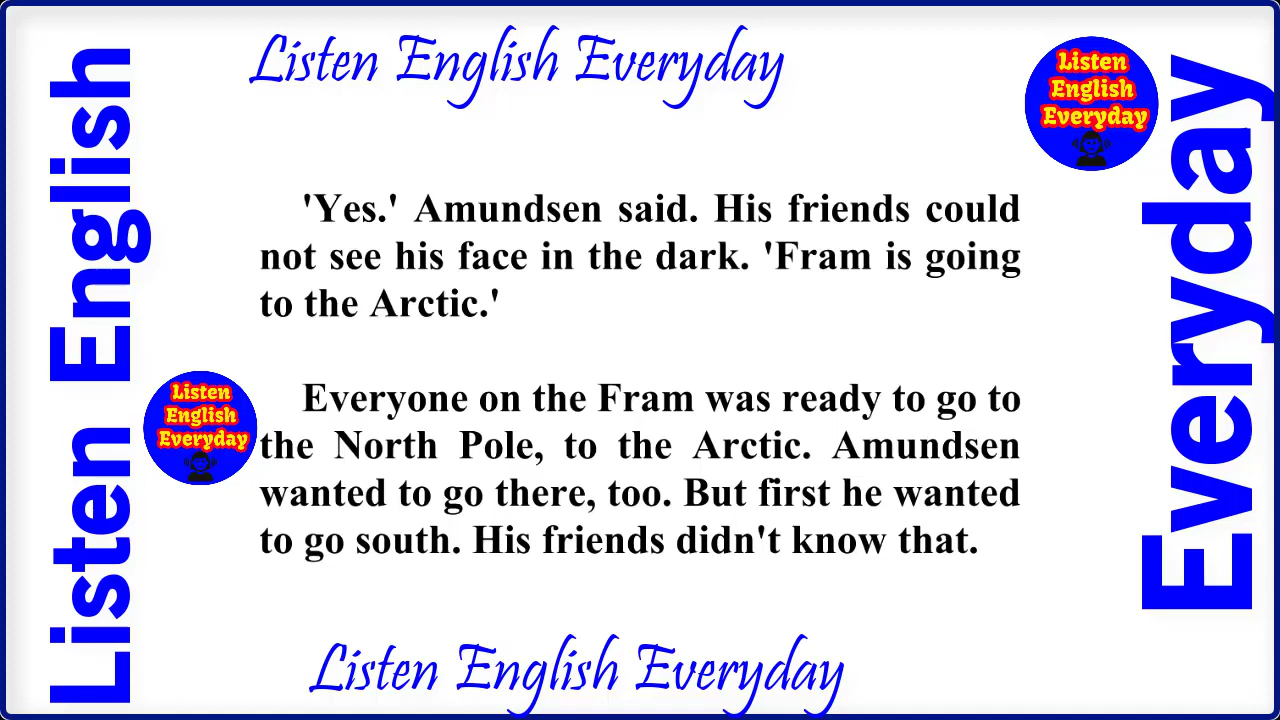 Listen English Everyday
Listen
English
Everyday
Listen English
Everyday
'Yes.' Amundsen said. His friends could
not see his face in the dark. 'Fram is going
to the Arctic.'
Listen
English
Everyday
Everyone on the Fram was ready to go to
the North Pole, to the Arctic. Amundsen
wanted to go there, too. But first he wanted
to go south. His friends didn't know that.
Listen English Everyday